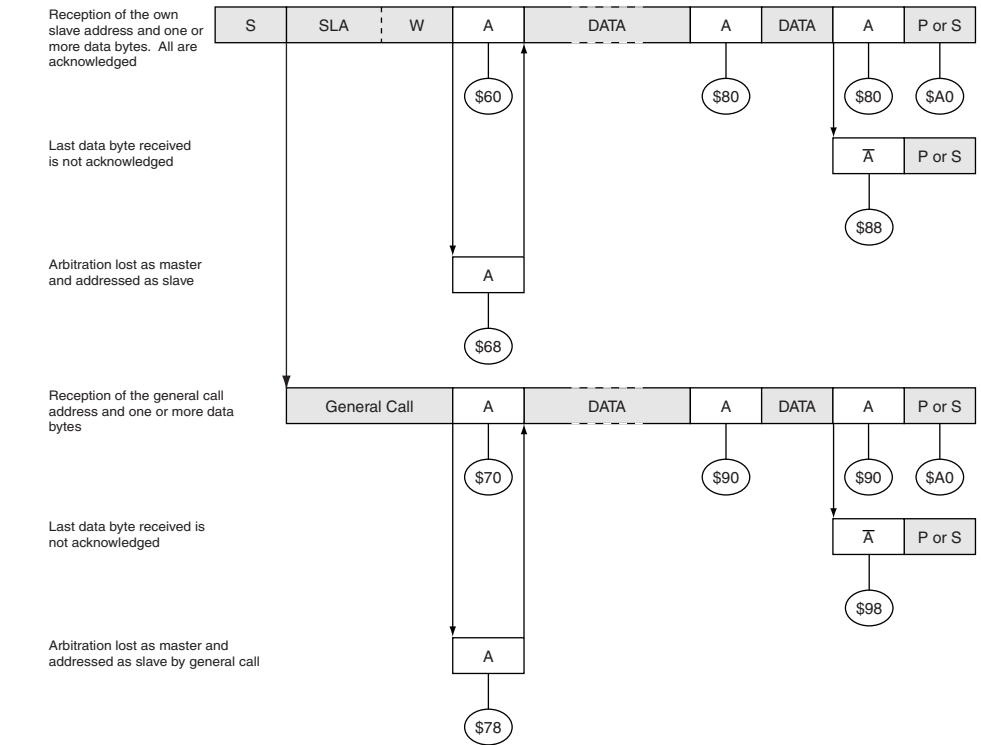 Reception of the own
slave address and one or
more data bytes. All are
acknowledged
S SLA W A DATA A DATA A P or S
$60 $80 $80 $A0
Last data byte received
is not acknowledged
A̅ P or S
$88
Arbitration lost as master
and addressed as slave
A
$68
Reception of the general call
address and one or more data
bytes
General Call A DATA A DATA A P or S
$70 $90 $90 $A0
Last data byte received is
not acknowledged
A̅ P or S
$98
Arbitration lost as master and
addressed as slave by general call
A
$78